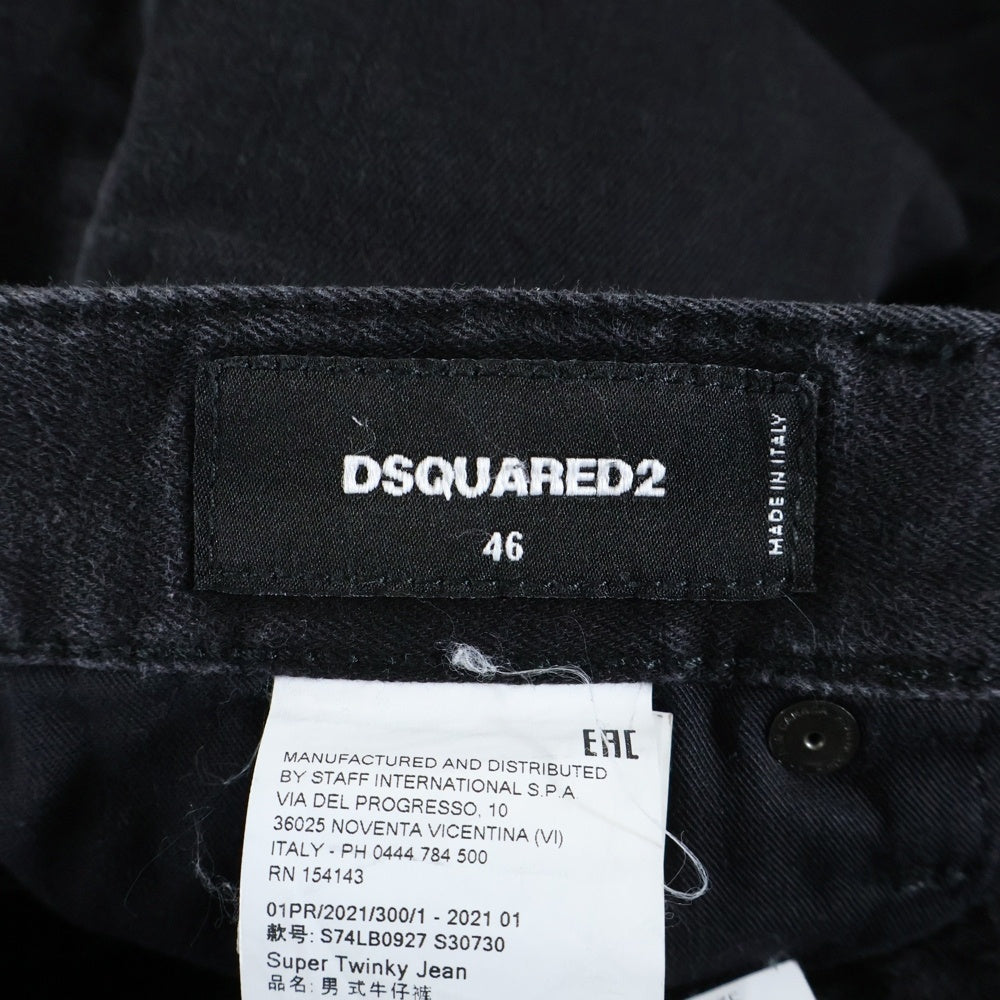 DSQUARED2
46
MADE IN ITALY
EAC
MANUFACTURED AND DISTRIBUTED
BY STAFF INTERNATIONAL S.P.A
VIA DEL PROGRESSO, 10
36025 NOVENTA VICENTINA (VI)
ITALY - PH 0444 784 500
RN 154143
01PR/2021/300/1 - 2021 01
款号: S74LB0927 S30730
Super Twinky Jean
品名: 男 式牛仔裤